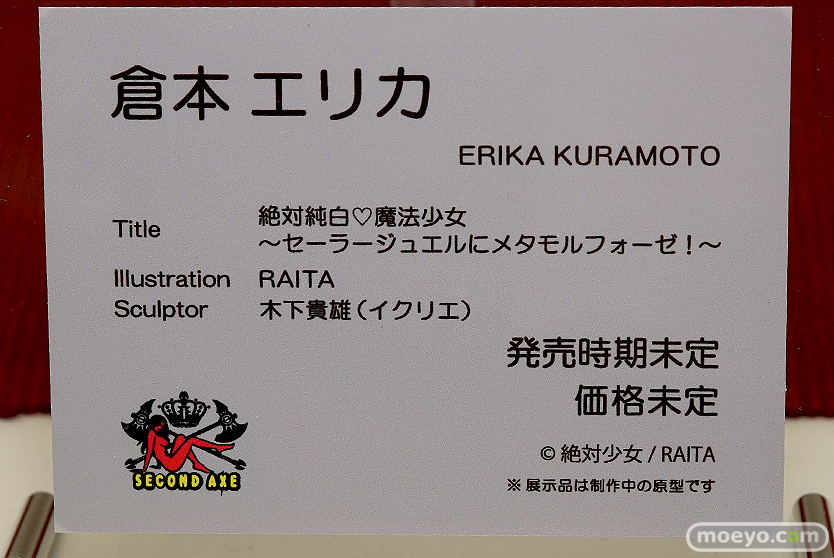 倉本 エリカ
ERIKA KURAMOTO
Title 絶対純白♡魔法少女
～セーラージュエルにメタモルフォーゼ！～
Illustration RAITA
Sculptor 木下貴雄（イクリエ）
発売時期未定
価格未定
© 絶対少女 / RAITA
※ 展示品は制作中の原型です
SECOND AXE
moeyo.com